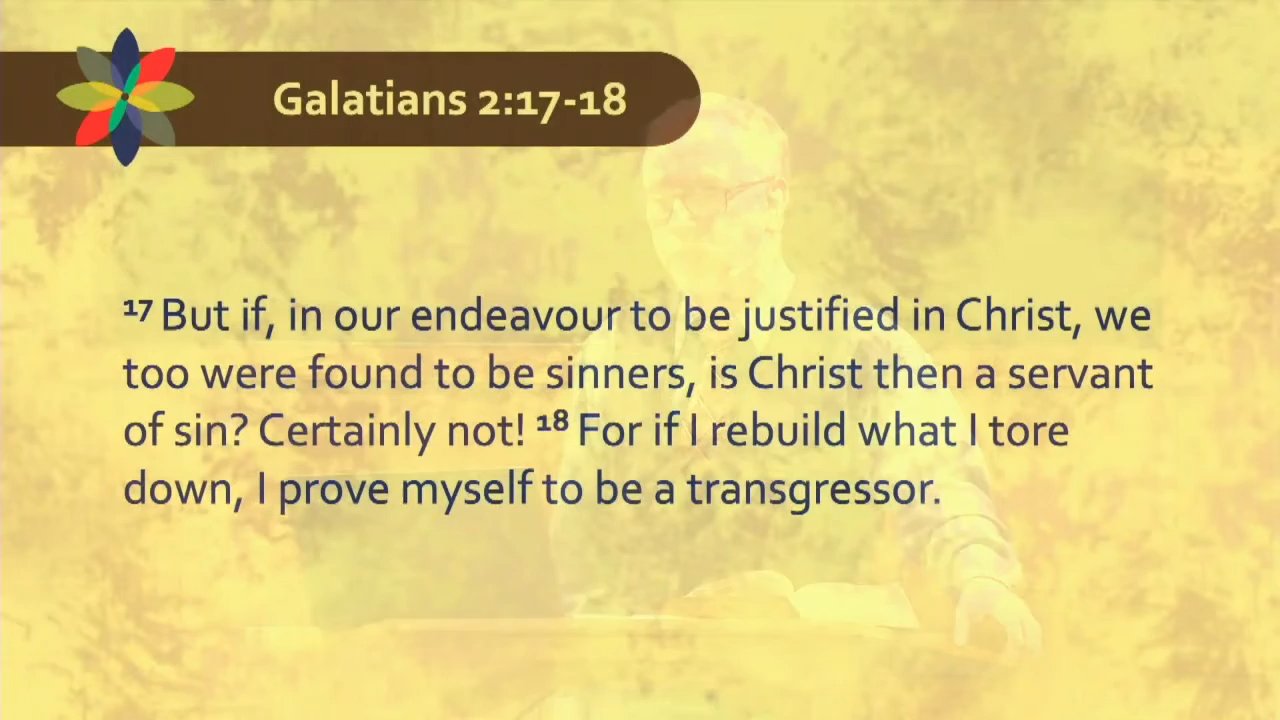 Galatians 2:17-18
17 But if, in our endeavour to be justified in Christ, we
too were found to be sinners, is Christ then a servant
of sin? Certainly not! 18 For if I rebuild what I tore
down, I prove myself to be a transgressor.